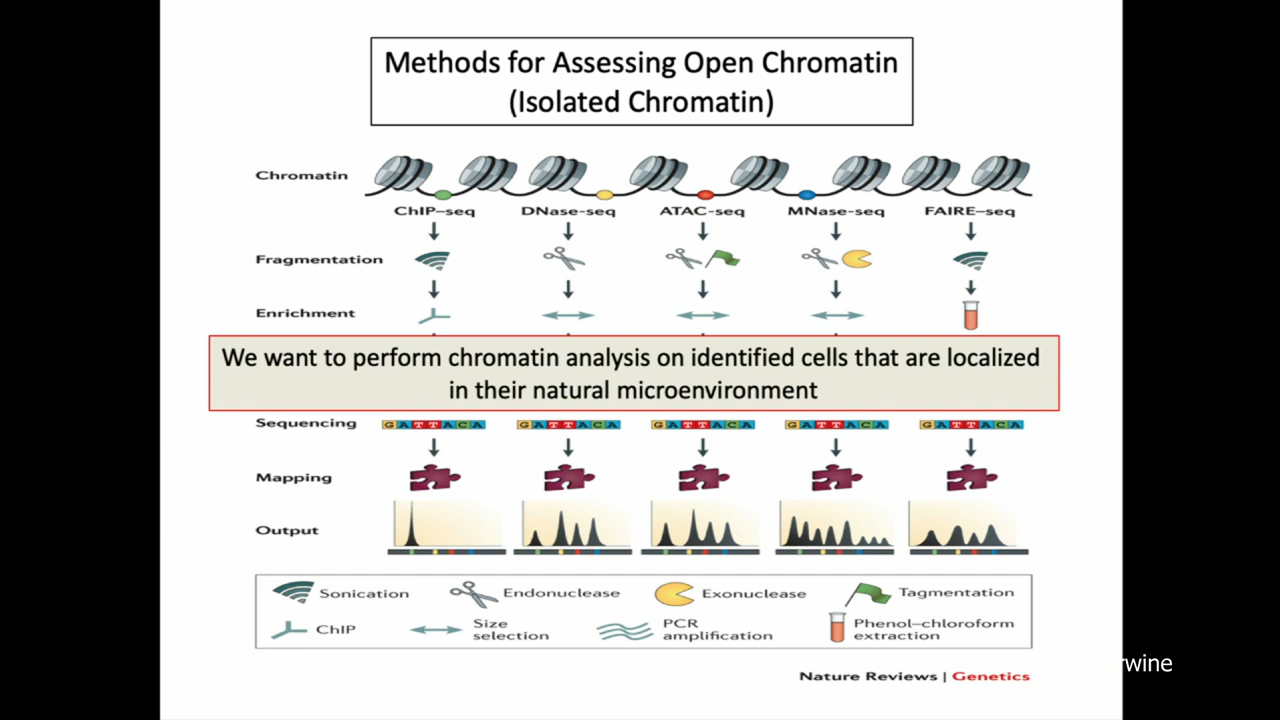 Methods for Assessing Open Chromatin
(Isolated Chromatin)
Chromatin
ChIP–seq DNase-seq ATAC-seq MNase-seq FAIRE–seq
Fragmentation
Enrichment
We want to perform chromatin analysis on identified cells that are localized
in their natural microenvironment
Sequencing GATTACA GATTACA GATTACA GATTACA GATTACA
Mapping
Output
Sonication Endonuclease Exonuclease Tagmentation
ChIP Size selection PCR amplification Phenol–chloroform extraction
Nature Reviews | Genetics